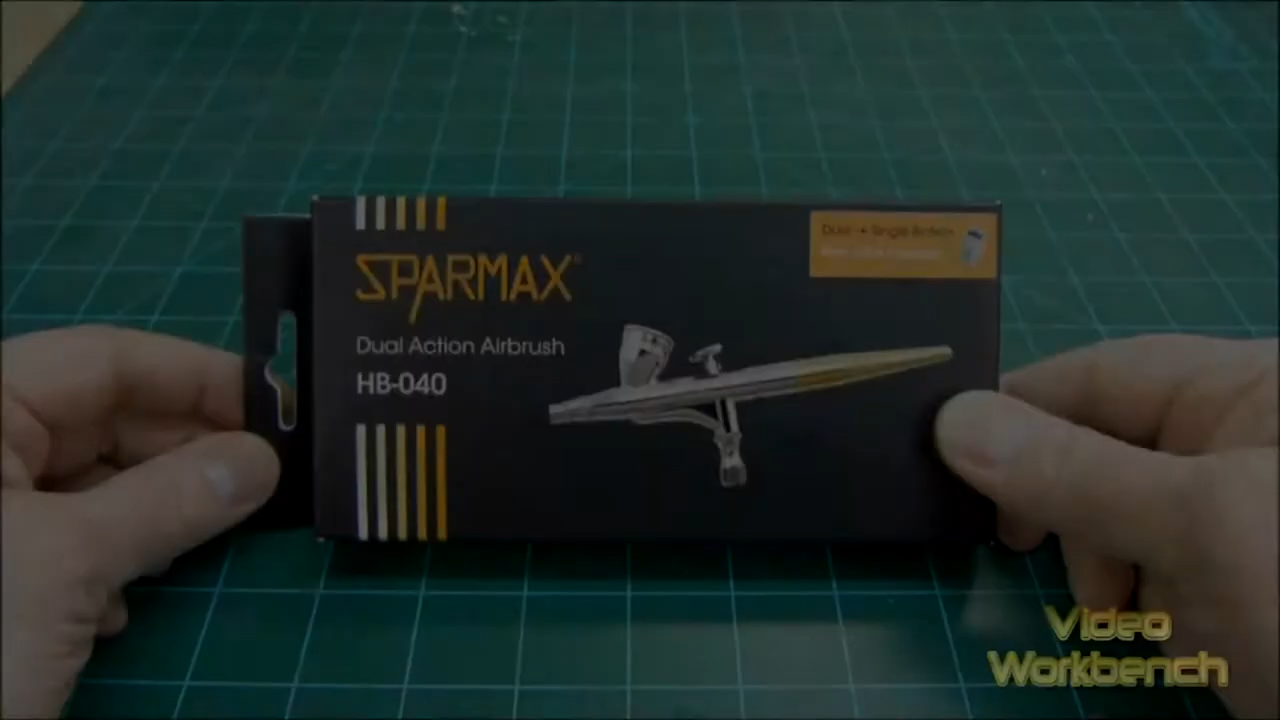 SPARMAX®
Dual Action Airbrush
HB-040
Video
Workbench